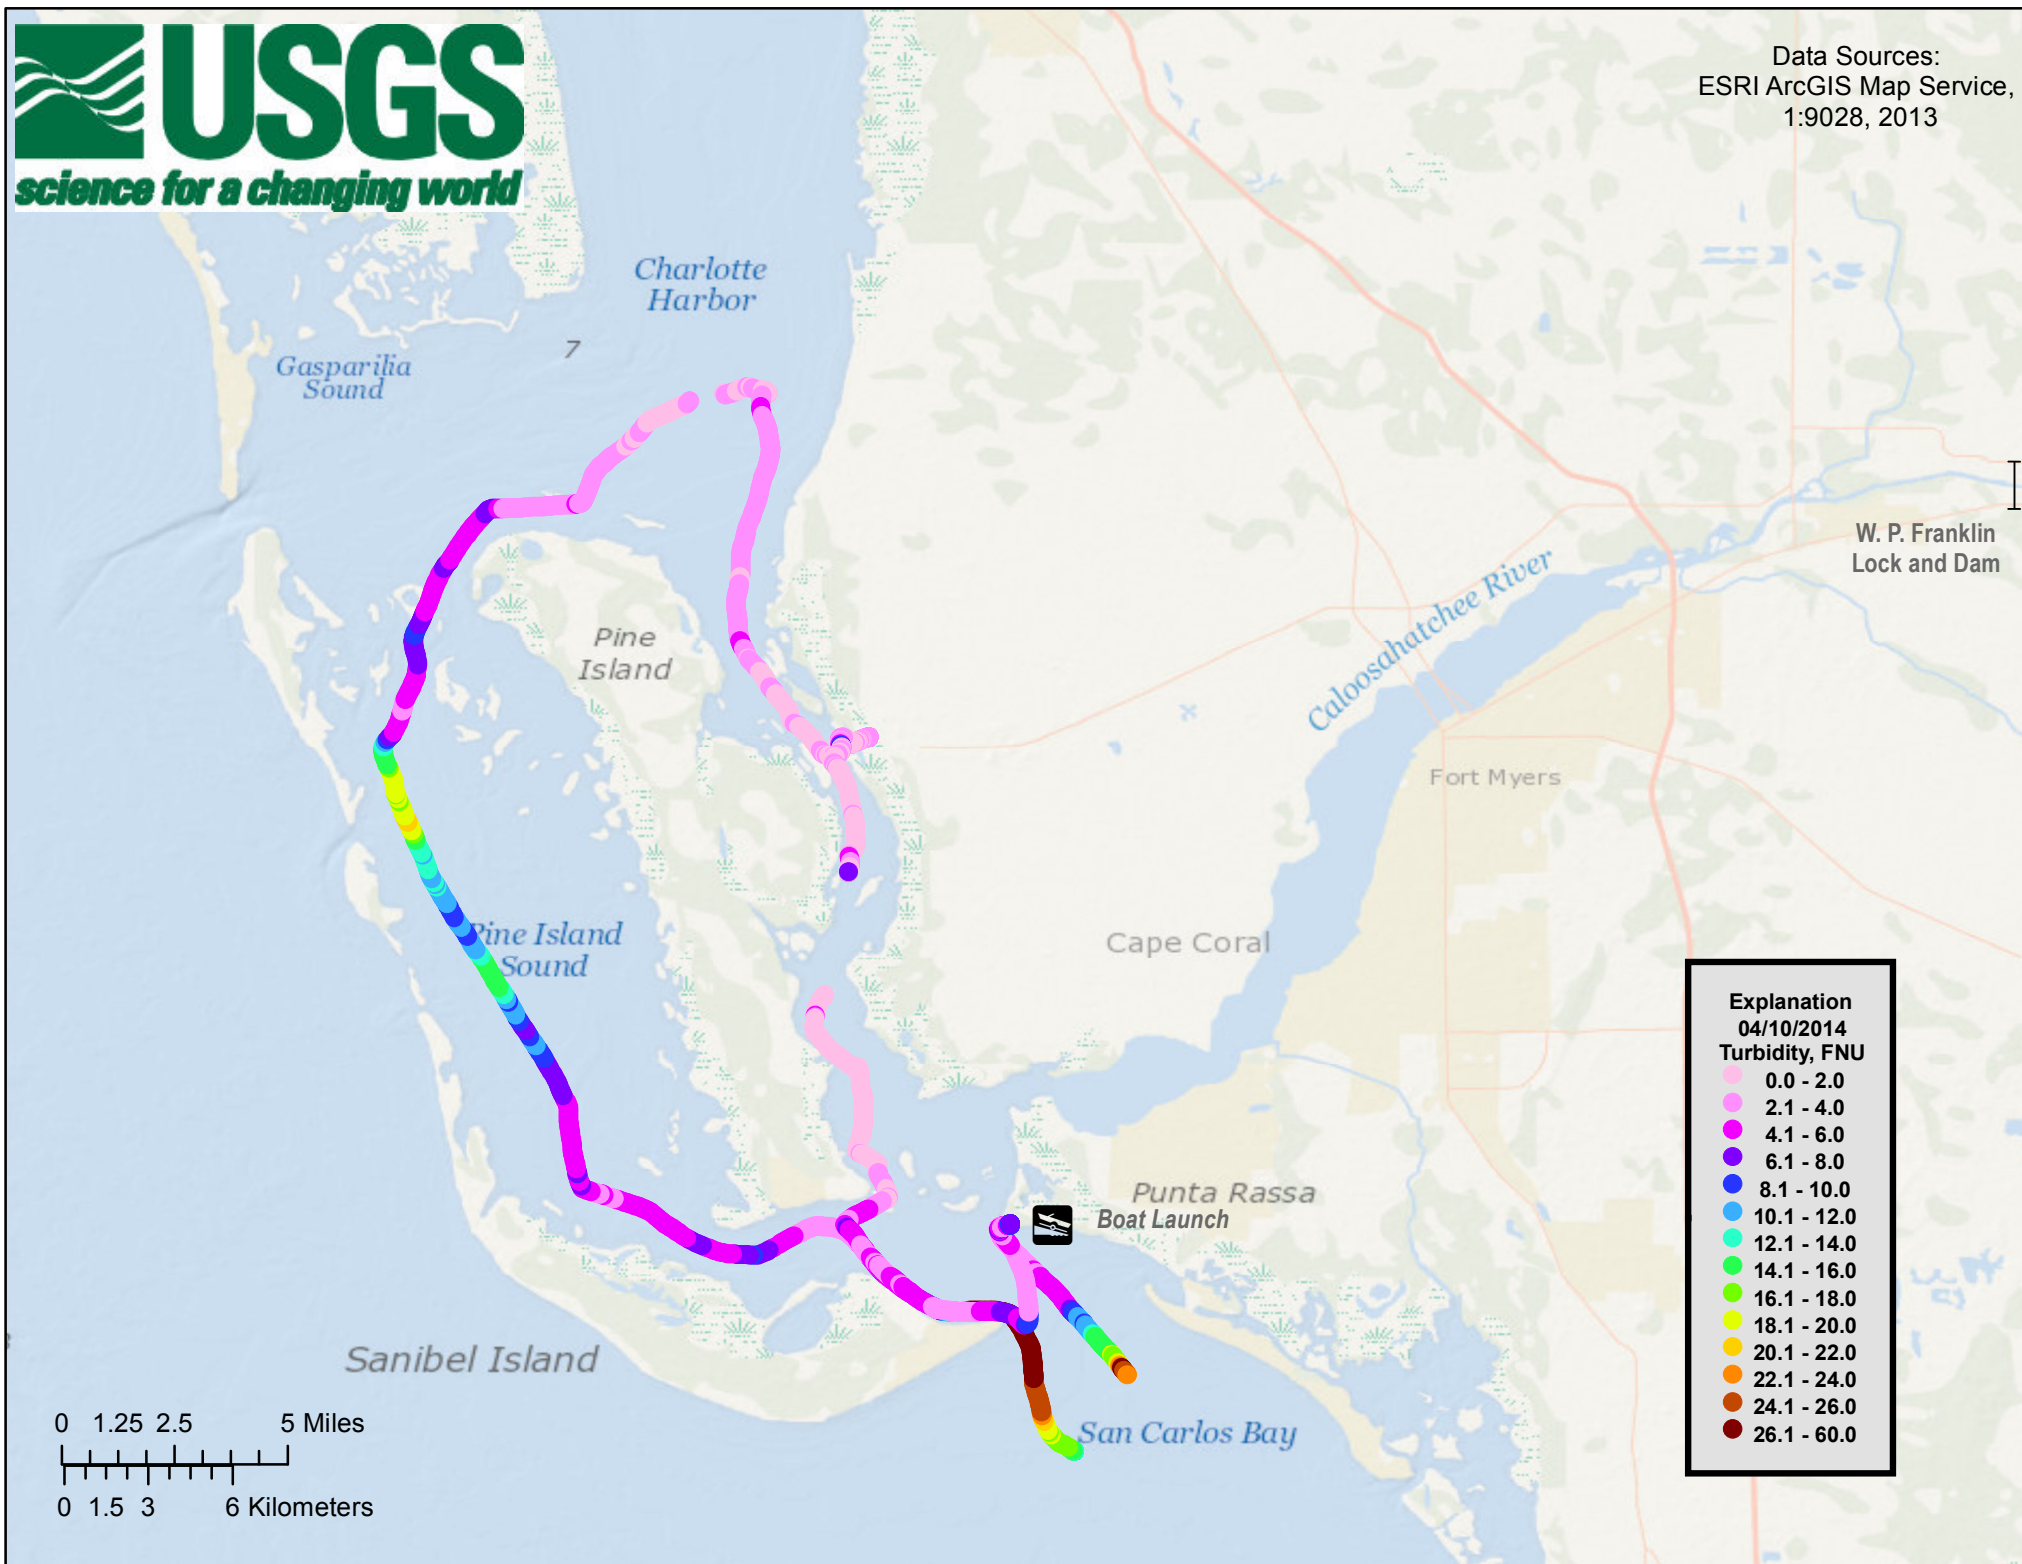 USGS
science for a changing world
Data Sources:
ESRI ArcGIS Map Service,
1:9028, 2013
Charlotte
Harbor
7
Gasparilia
Sound
W. P. Franklin
Lock and Dam
Caloosahatchee River
Pine
Island
Fort Myers
Pine Island
Sound
Cape Coral
Punta Rassa
Boat Launch
Sanibel Island
San Carlos Bay
Explanation
04/10/2014
Turbidity, FNU
0.0 - 2.0
2.1 - 4.0
4.1 - 6.0
6.1 - 8.0
8.1 - 10.0
10.1 - 12.0
12.1 - 14.0
14.1 - 16.0
16.1 - 18.0
18.1 - 20.0
20.1 - 22.0
22.1 - 24.0
24.1 - 26.0
26.1 - 60.0
0 1.25 2.5 5 Miles
0 1.5 3 6 Kilometers